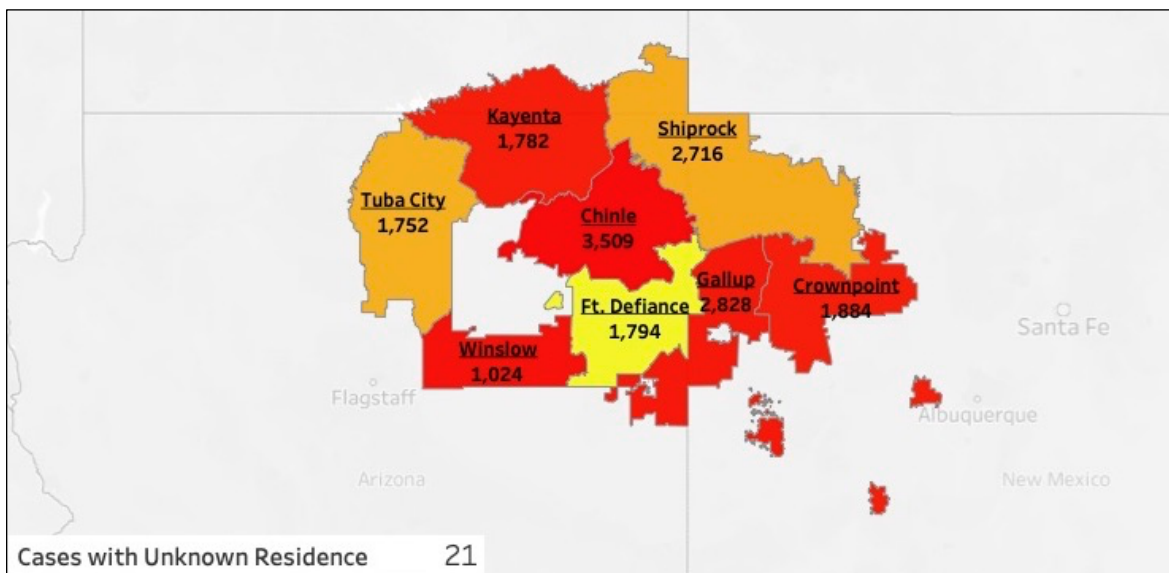 Kayenta
1,782
Shiprock
2,716
Tuba City
1,752
Chinle
3,509
Gallup
2,828
Crownpoint
1,884
Ft. Defiance
1,794
Santa Fe
Winslow
1,024
Flagstaff
Albuquerque
Arizona
New Mexico
Cases with Unknown Residence 21